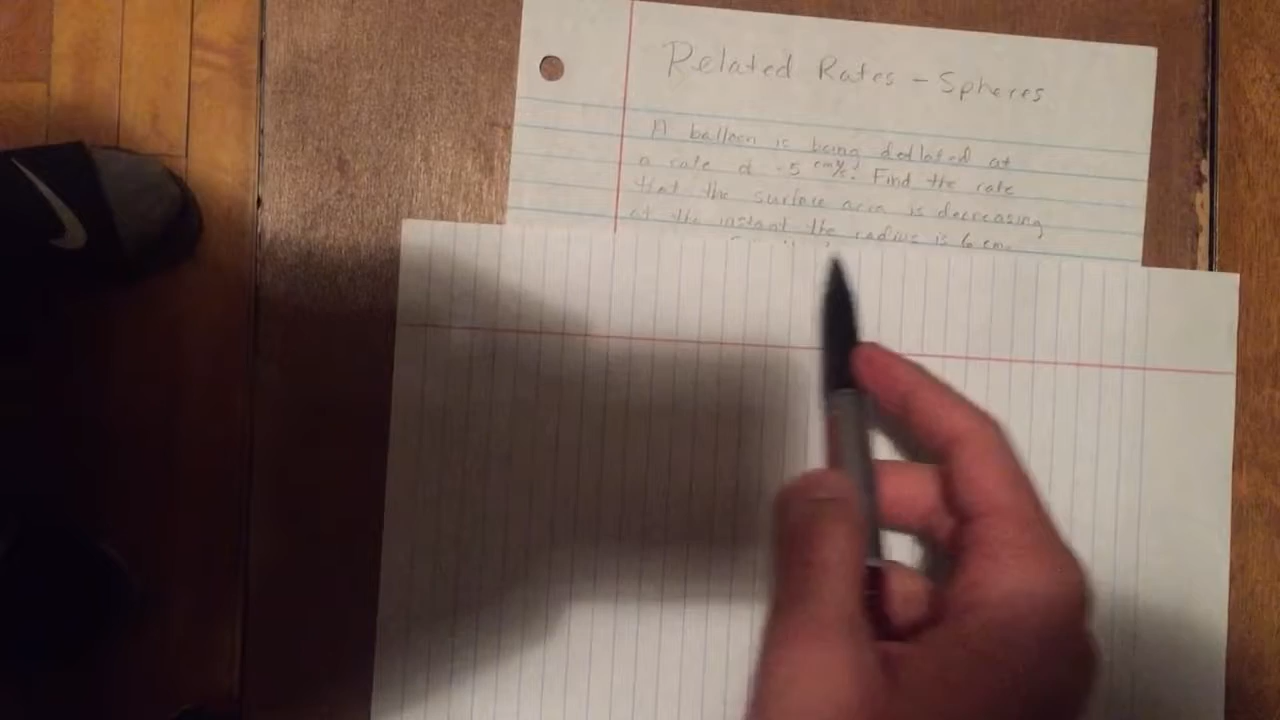 Related Rates - Spheres
A balloon is being deflated at
a rate of -5 cm³/s. Find the rate
that the surface area is decreasing
at the instant the radius is 6 cm.